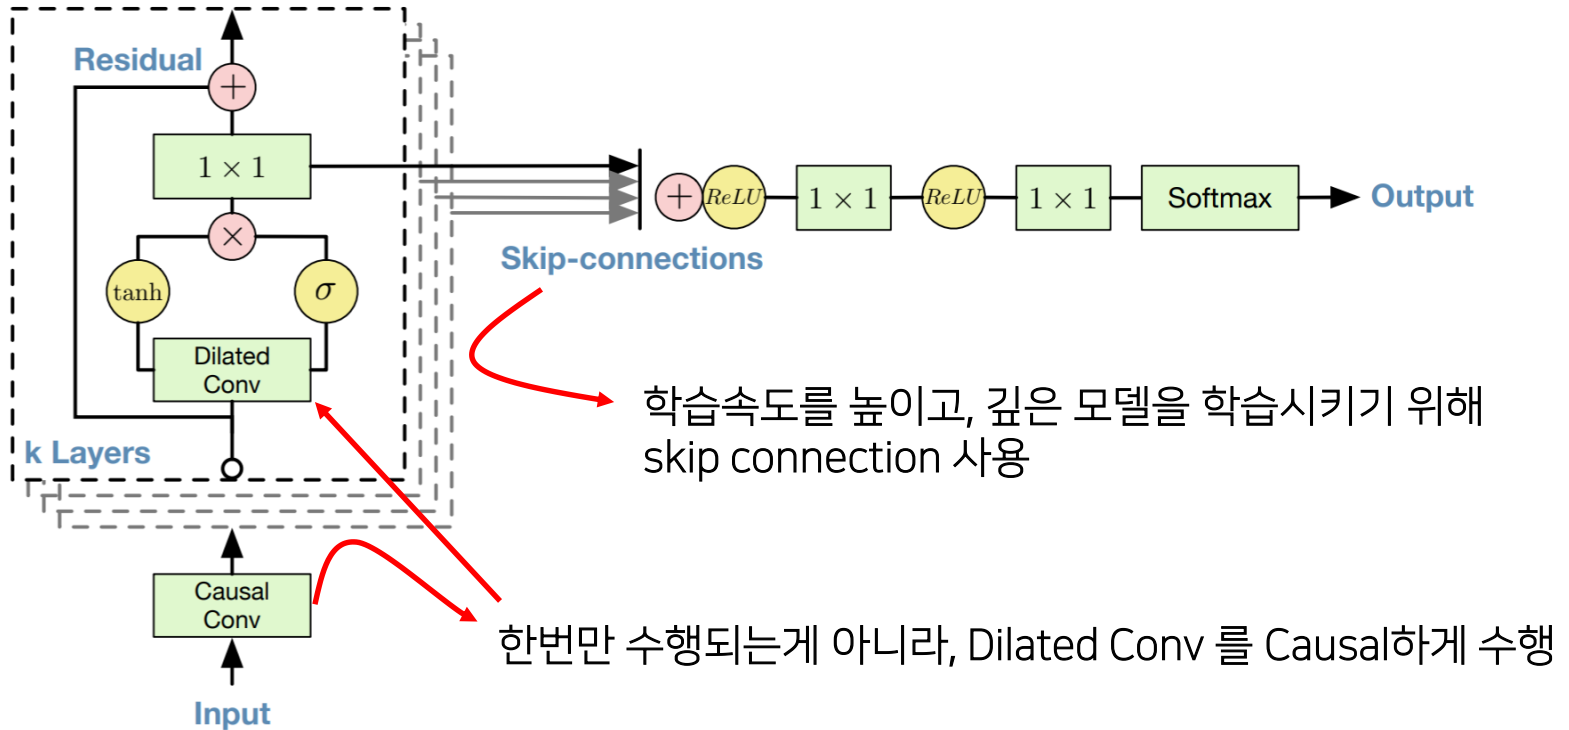 Residual
+
1 × 1
×
tanh
σ
Dilated
Conv
k Layers
Causal
Conv
Input
+
ReLU
1 × 1
ReLU
1 × 1
Softmax
Output
Skip-connections
학습속도를 높이고, 깊은 모델을 학습시키기 위해
skip connection 사용
한번만 수행되는게 아니라, Dilated Conv 를 Causal하게 수행